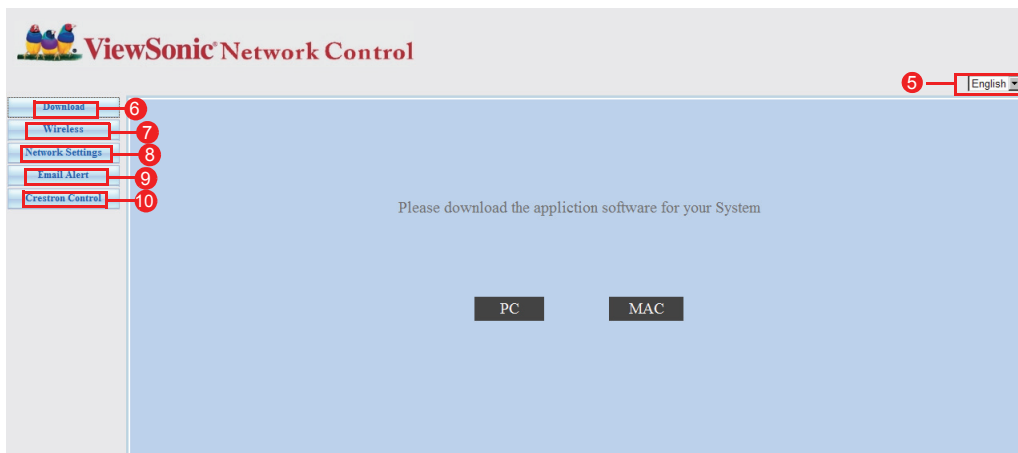 ViewSonic® Network Control
5 English
Download 6
Wireless 7
Network Settings 8
Email Alert 9
Crestron Control 10
Please download the appliction software for your System
PC MAC